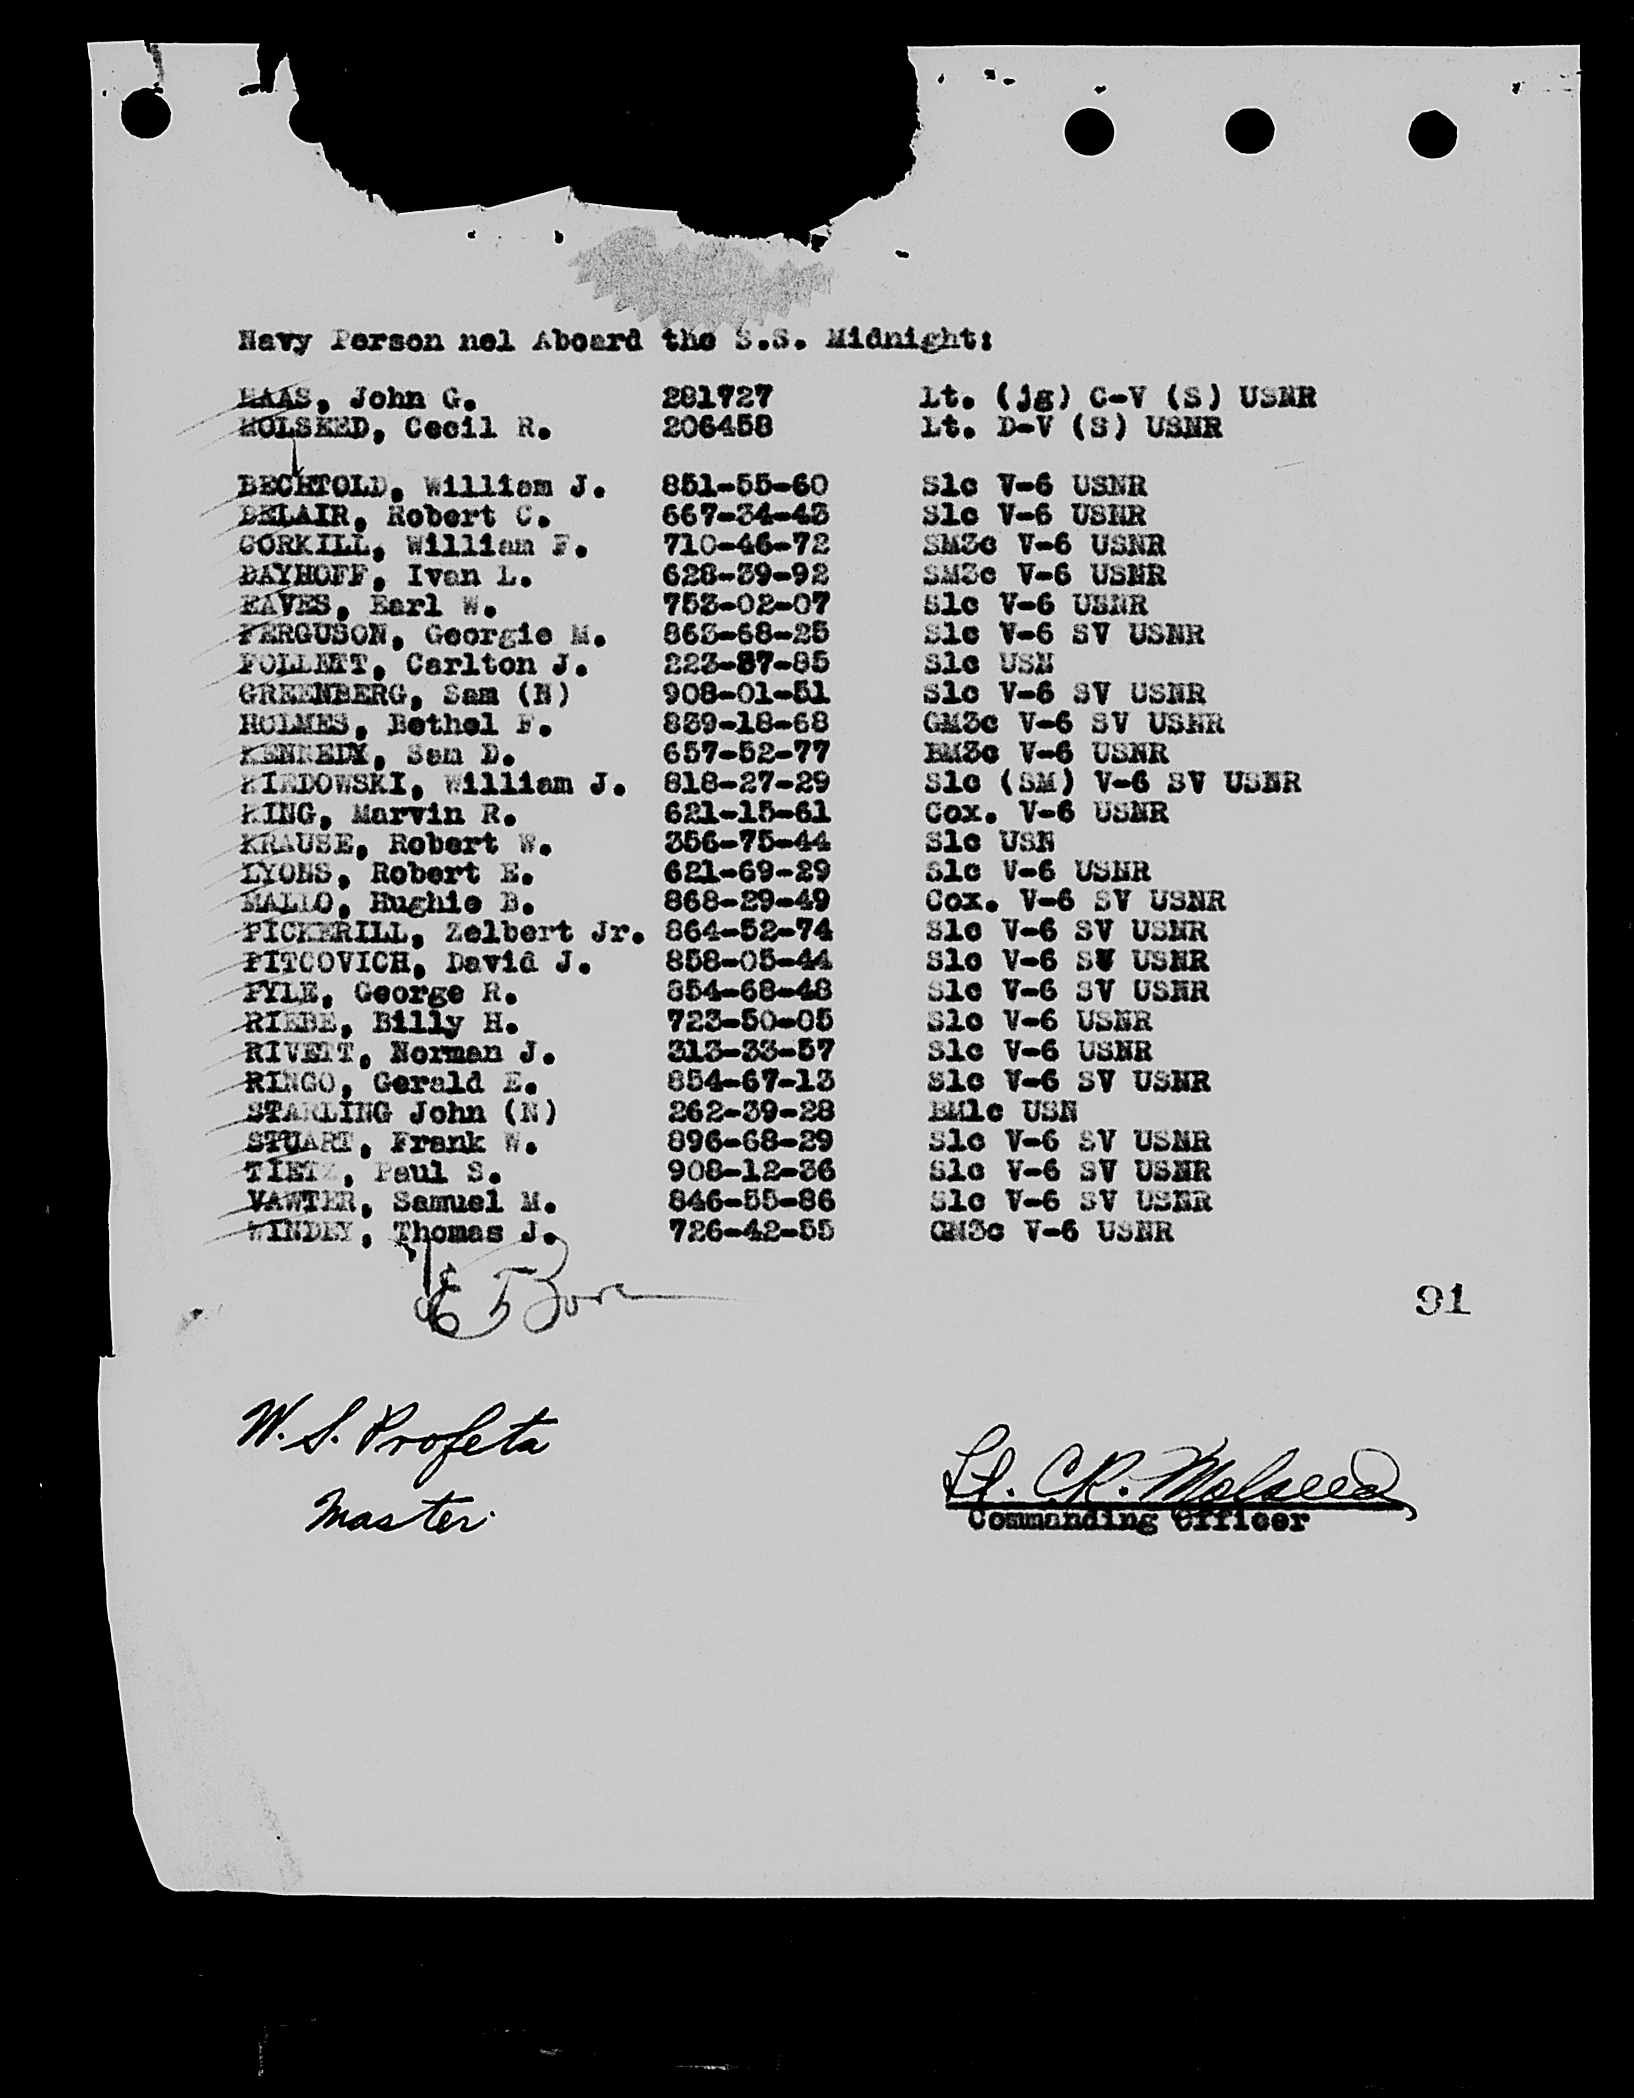 Navy Person nel Aboard the S.S. Midnight:
HAAS, John G. 281727 Lt. (jg) C-V (S) USNR
MOLSEED, Cecil R. 206458 Lt. D-V (S) USNR
BECHTOLD, William J. 851-55-60 S1c V-6 USNR
BELAIR, Robert C. 667-34-43 S1c V-6 USNR
CORKILL, William F. 710-46-72 SM3c V-6 USNR
DAYHOFF, Ivan L. 628-39-92 SM3c V-6 USNR
EAVES, Earl W. 753-02-07 S1c V-6 USNR
FERGUSON, Georgie M. 863-68-25 S1c V-6 SV USNR
FOLLETT, Carlton J. 223-87-85 S1c USN
GREENBERG, Sam (N) 908-01-51 S1c V-6 SV USNR
HOLMES, Bethel F. 839-18-68 GM3c V-6 SV USNR
KENNEDY, Sam D. 657-52-77 BM3c V-6 USNR
KIEDOWSKI, William J. 818-27-29 S1c (SM) V-6 SV USNR
KING, Marvin R. 621-15-61 Cox. V-6 USNR
KRAUSE, Robert W. 356-75-44 S1c USN
LYONS, Robert E. 621-69-29 S1c V-6 USNR
MALLO, Hughie B. 868-29-49 Cox. V-6 SV USNR
PICKERILL, Zelbert Jr. 864-52-74 S1c V-6 SV USNR
PITCOVICH, David J. 858-05-44 S1c V-6 SV USNR
PYLE, George R. 854-68-48 S1c V-6 SV USNR
RIEBE, Billy H. 723-50-05 S1c V-6 USNR
RIVETT, Norman J. 313-33-57 S1c V-6 USNR
RINGO, Gerald E. 854-67-13 S1c V-6 SV USNR
STARLING John (N) 262-39-28 BM1c USN
STUART, Frank W. 896-68-29 S1c V-6 SV USNR
TIETZ, Paul S. 908-12-36 S1c V-6 SV USNR
VAWTER, Samuel M. 846-55-86 S1c V-6 SV USNR
WINDEY, Thomas J. 726-42-55 GM3c V-6 USNR
91
W. S. Profeta
Master
Lt. C.R. Molseed
Commanding Officer